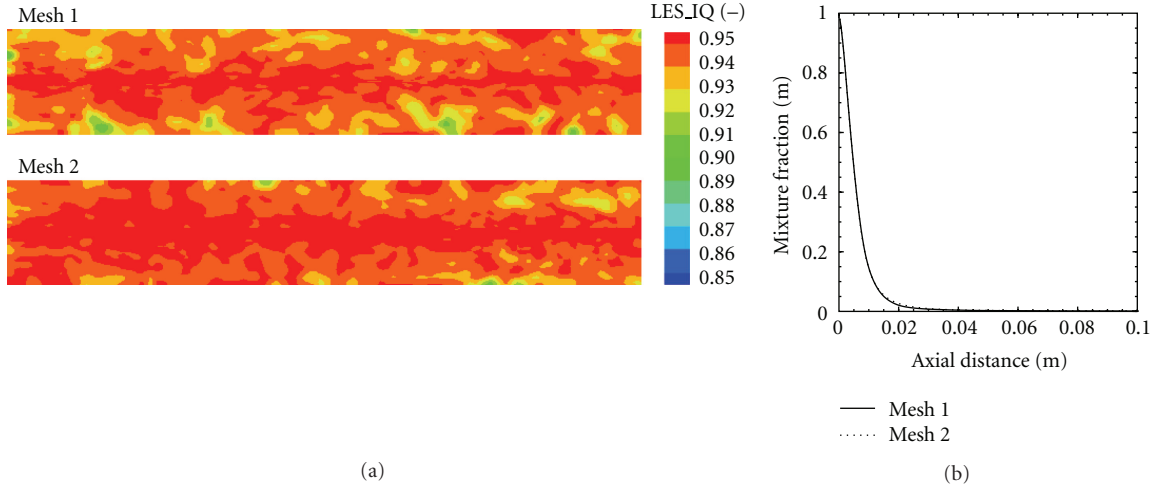 Mesh 1
Mesh 2
LES_IQ (–)
0.95
0.94
0.93
0.92
0.91
0.90
0.89
0.88
0.87
0.86
0.85
(a)
Mixture fraction (m)
1
0.8
0.6
0.4
0.2
0
0 0.02 0.04 0.06 0.08 0.1
Axial distance (m)
Mesh 1
Mesh 2
(b)